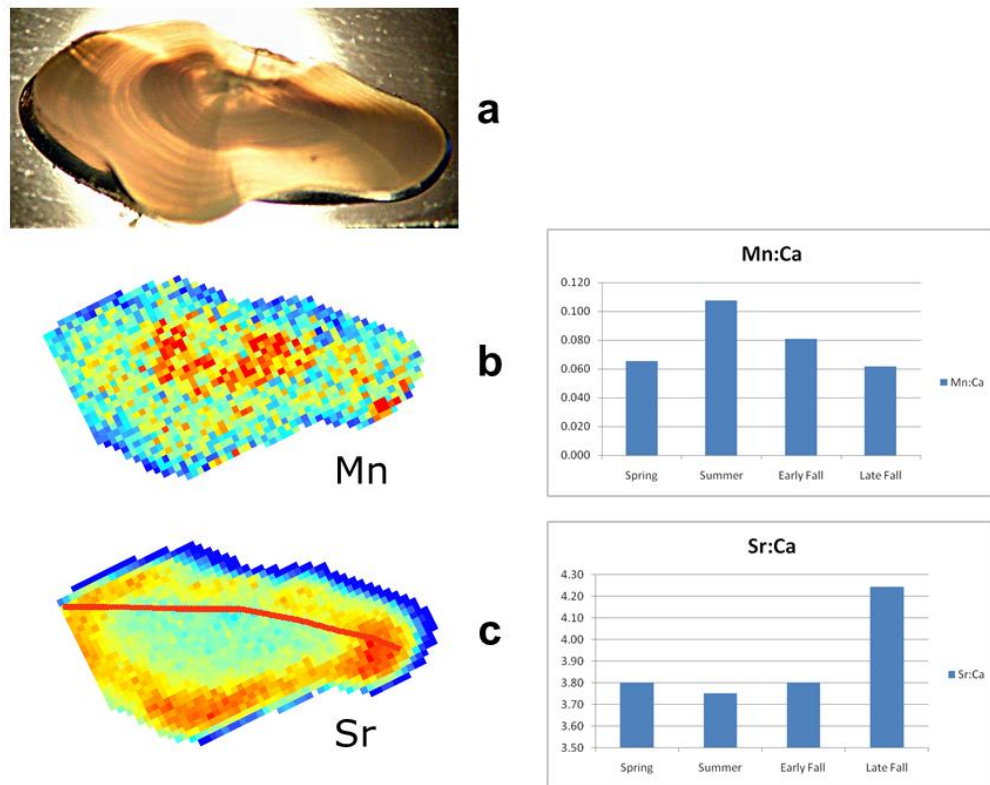 a
b
Mn
Mn:Ca
0.120
0.100
0.080
0.060
0.040
0.020
0.000
Spring Summer Early Fall Late Fall
Mn:Ca
c
Sr
Sr:Ca
4.30
4.20
4.10
4.00
3.90
3.80
3.70
3.60
3.50
Spring Summer Early Fall Late Fall
Sr:Ca